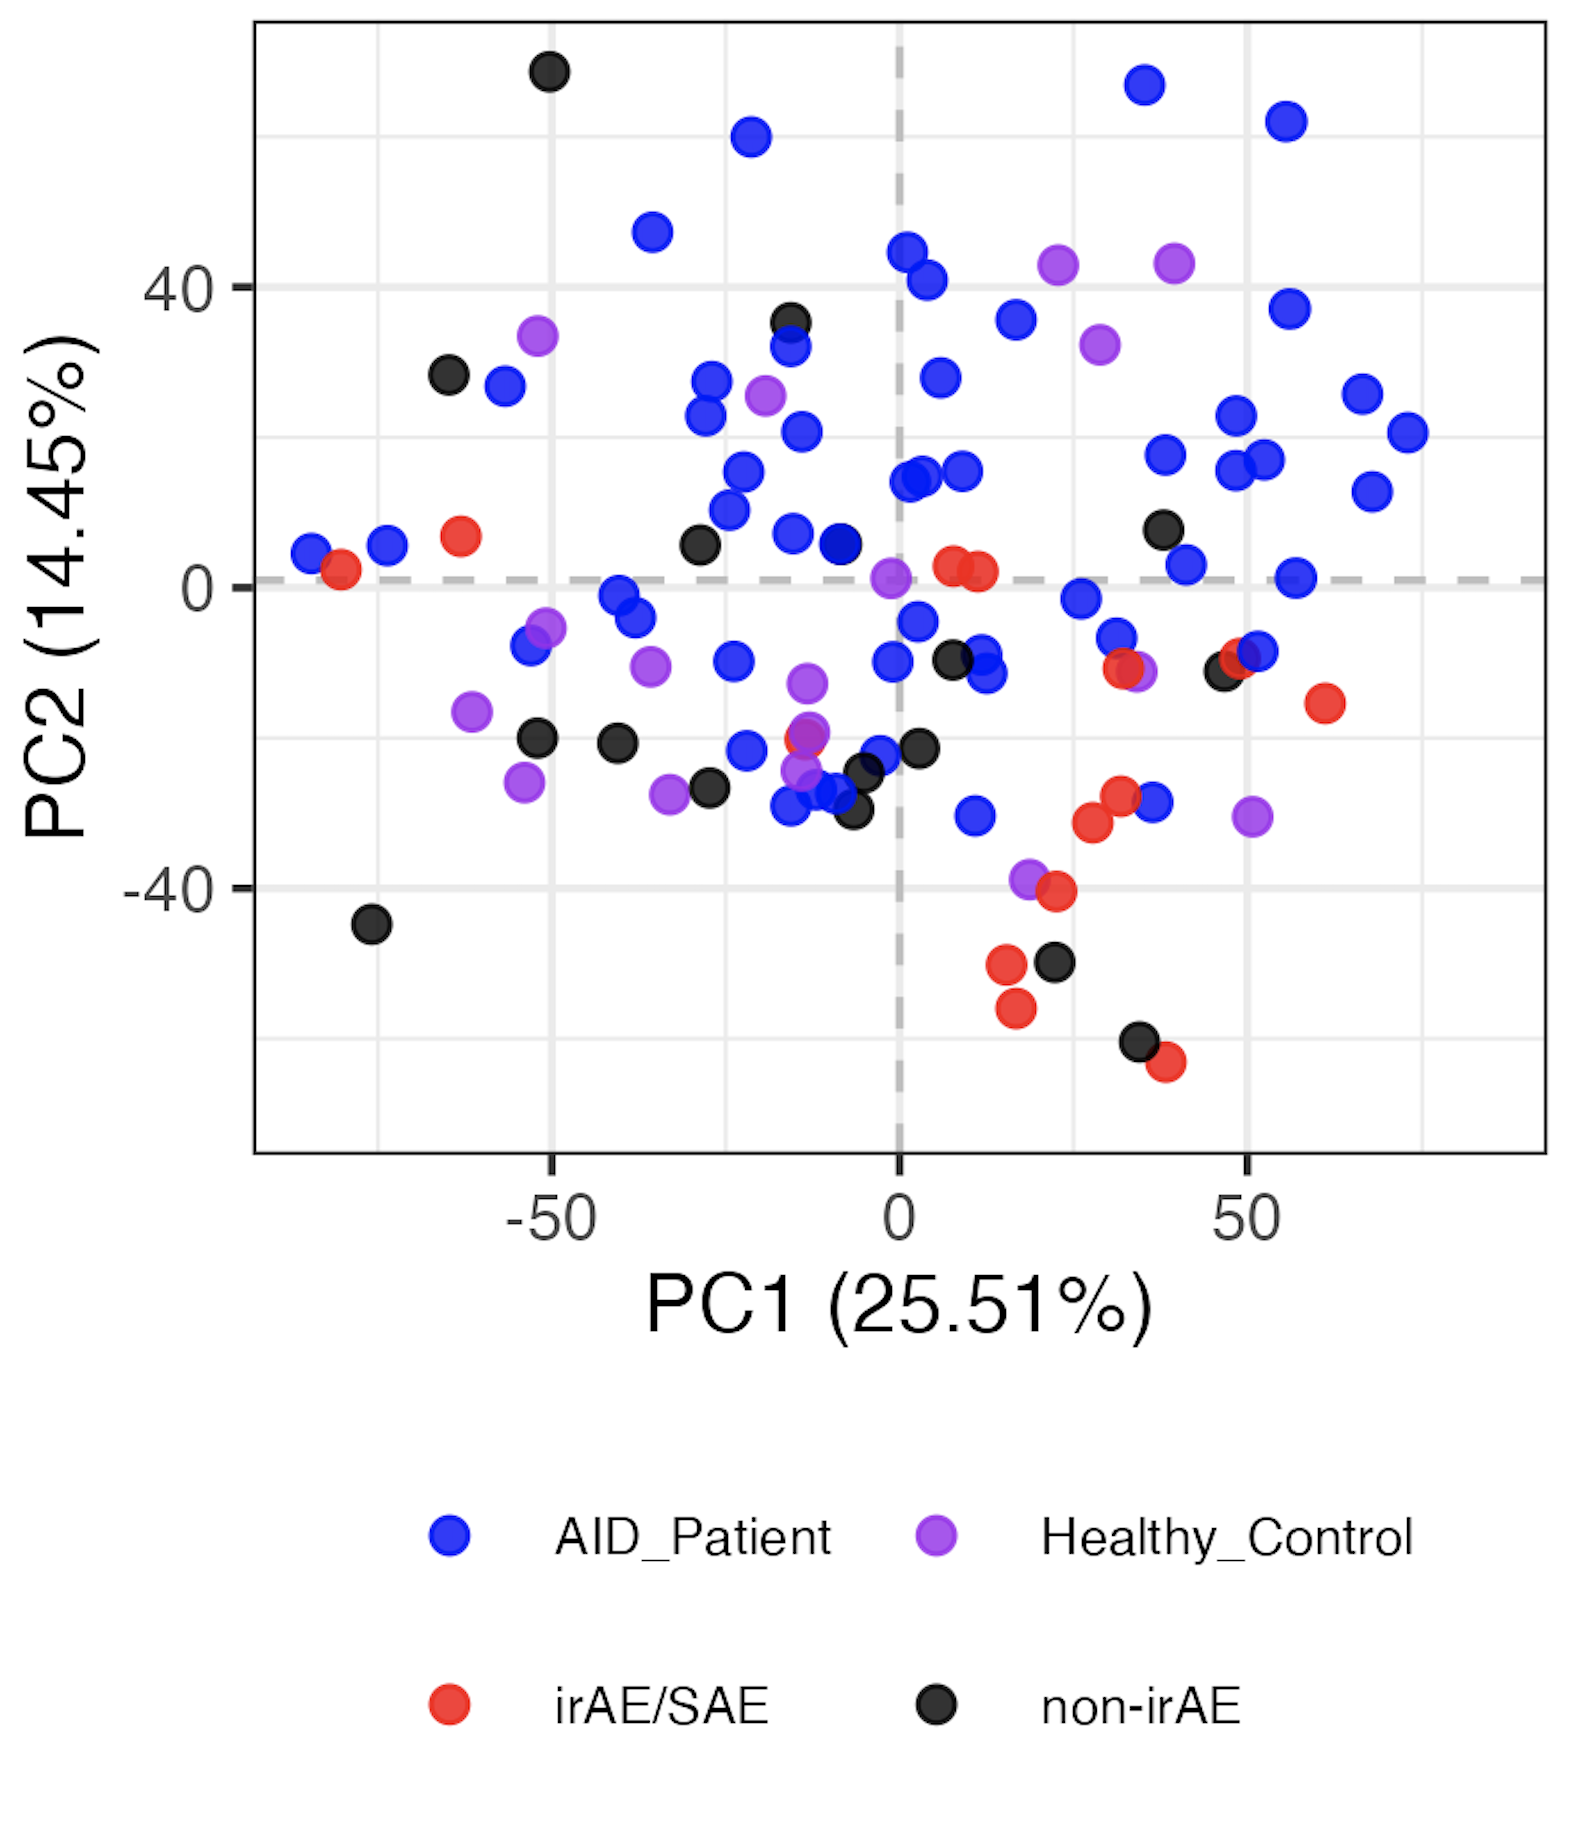 PC2 (14.45%)
40
0
-40
-50 0 50
PC1 (25.51%)
AID_Patient Healthy_Control
irAE/SAE non-irAE